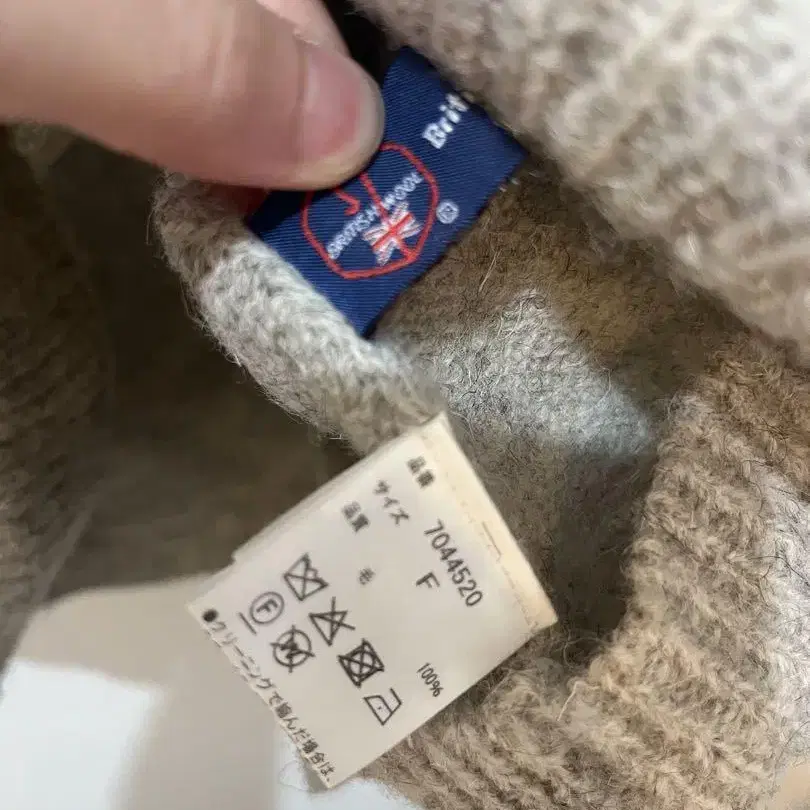 Brit
BRITISH WOOL
®
品番 7044520
サイズ F
品質 毛 100%
F
W
●クリーニングで縮んだ場合は、